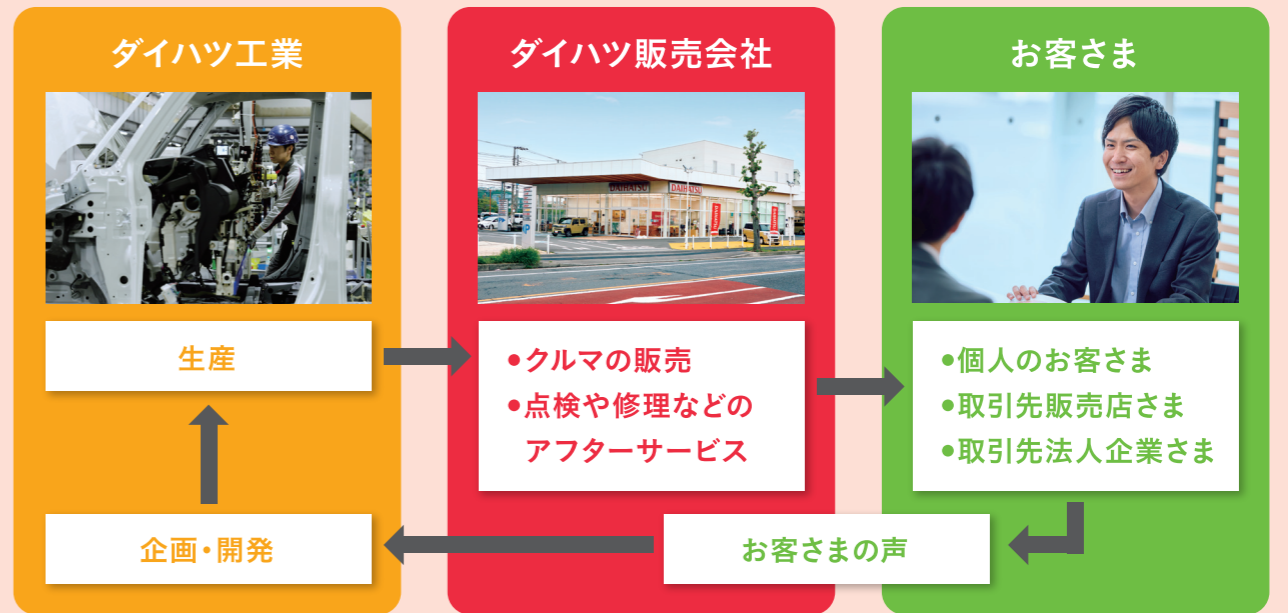 ダイハツ工業
生産
企画・開発
ダイハツ販売会社
DAIHATSU
DAIHATSU
•クルマの販売
•点検や修理などの
アフターサービス
お客さま
•個人のお客さま
•取引先販売店さま
•取引先法人企業さま
お客さまの声